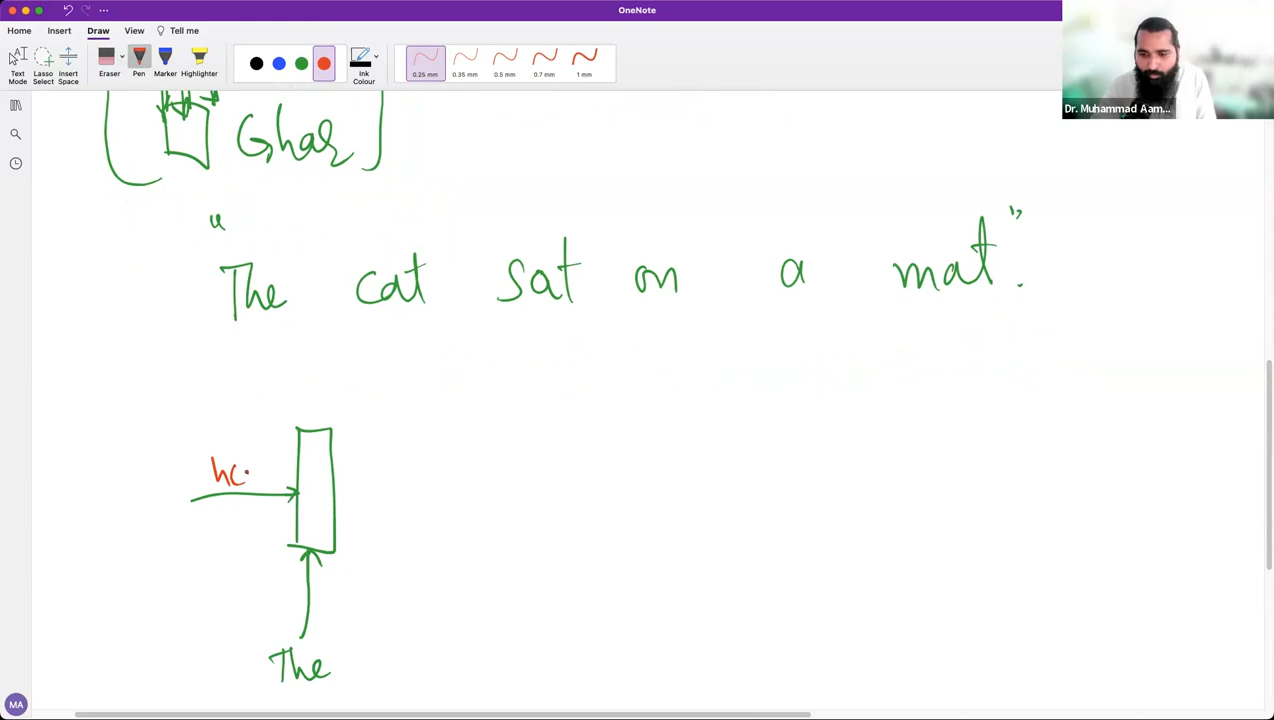 OneNote
Home Insert Draw View Tell me
Text Mode
Lasso Select
Insert Space
Eraser
Pen
Marker
Highlighter
Ink Colour
0.25 mm
0.35 mm
0.5 mm
0.7 mm
1 mm
Dr. Muhammad Aam...
Ghar
"The cat sat on a mat."
hc
The
MA